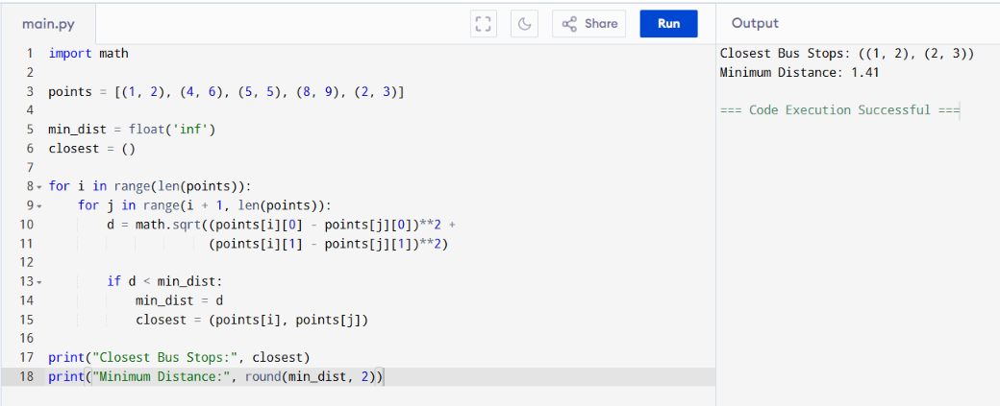 main.py
Share
Run
Output
1 import math
2
3 points = [(1, 2), (4, 6), (5, 5), (8, 9), (2, 3)]
4
5 min_dist = float('inf')
6 closest = ()
7
8 for i in range(len(points)):
9     for j in range(i + 1, len(points)):
10         d = math.sqrt((points[i][0] - points[j][0])**2 +
11                       (points[i][1] - points[j][1])**2)
12
13         if d < min_dist:
14             min_dist = d
15             closest = (points[i], points[j])
16
17 print("Closest Bus Stops:", closest)
18 print("Minimum Distance:", round(min_dist, 2))
Closest Bus Stops: ((1, 2), (2, 3))
Minimum Distance: 1.41
=== Code Execution Successful ===